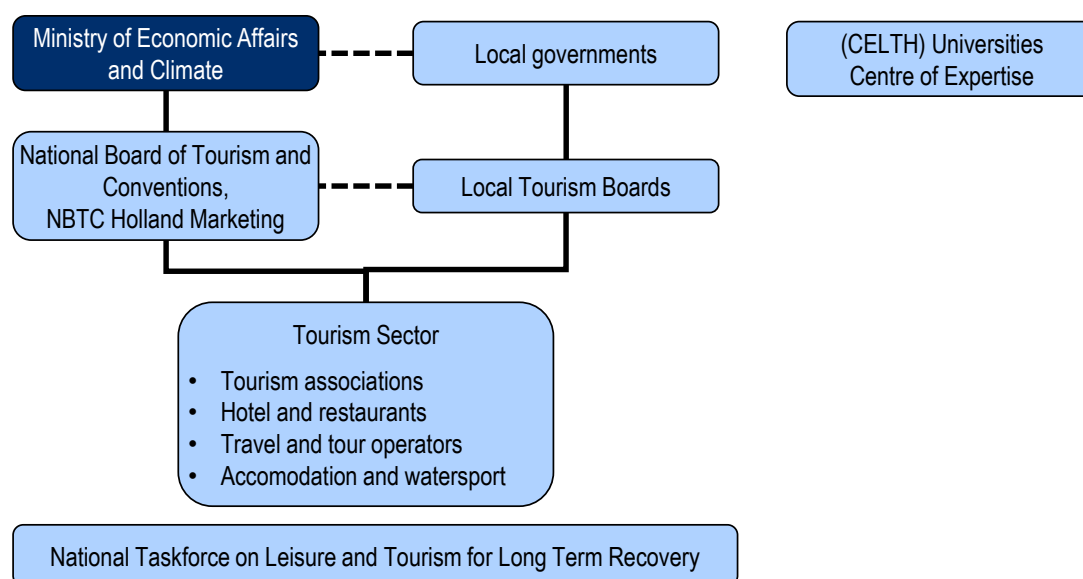 Ministry of Economic Affairs
and Climate
Local governments
(CELTH) Universities
Centre of Expertise
National Board of Tourism and
Conventions,
NBTC Holland Marketing
Local Tourism Boards
Tourism Sector
• Tourism associations
• Hotel and restaurants
• Travel and tour operators
• Accomodation and watersport
National Taskforce on Leisure and Tourism for Long Term Recovery